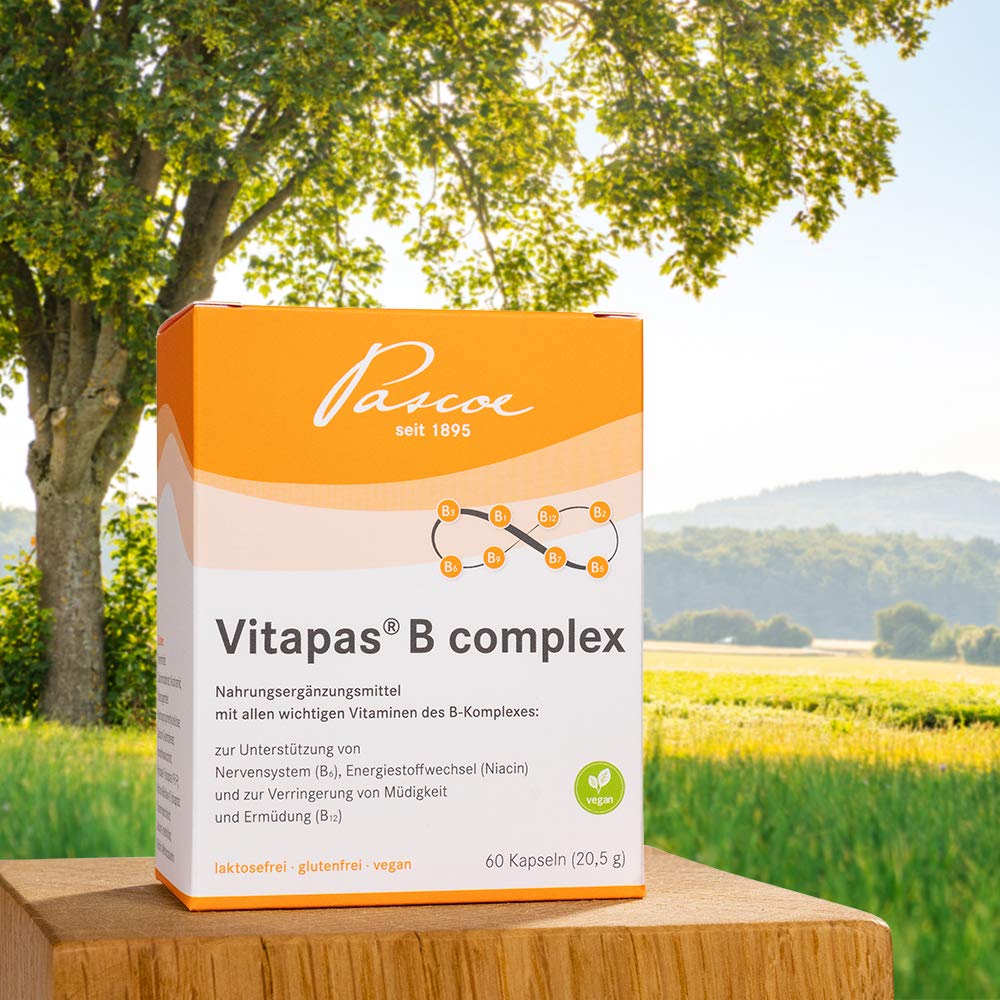 Pascoe
seit 1895
B3 B1 B12 B2
B6 B9 B7 B5
Vitapas® B complex
Nahrungsergänzungsmittel
mit allen wichtigen Vitaminen des B-Komplexes:
zur Unterstützung von
Nervensystem (B₆), Energiestoffwechsel (Niacin)
und zur Verringerung von Müdigkeit
und Ermüdung (B₁₂)
vegan
laktosefrei · glutenfrei · vegan
60 Kapseln (20,5 g)